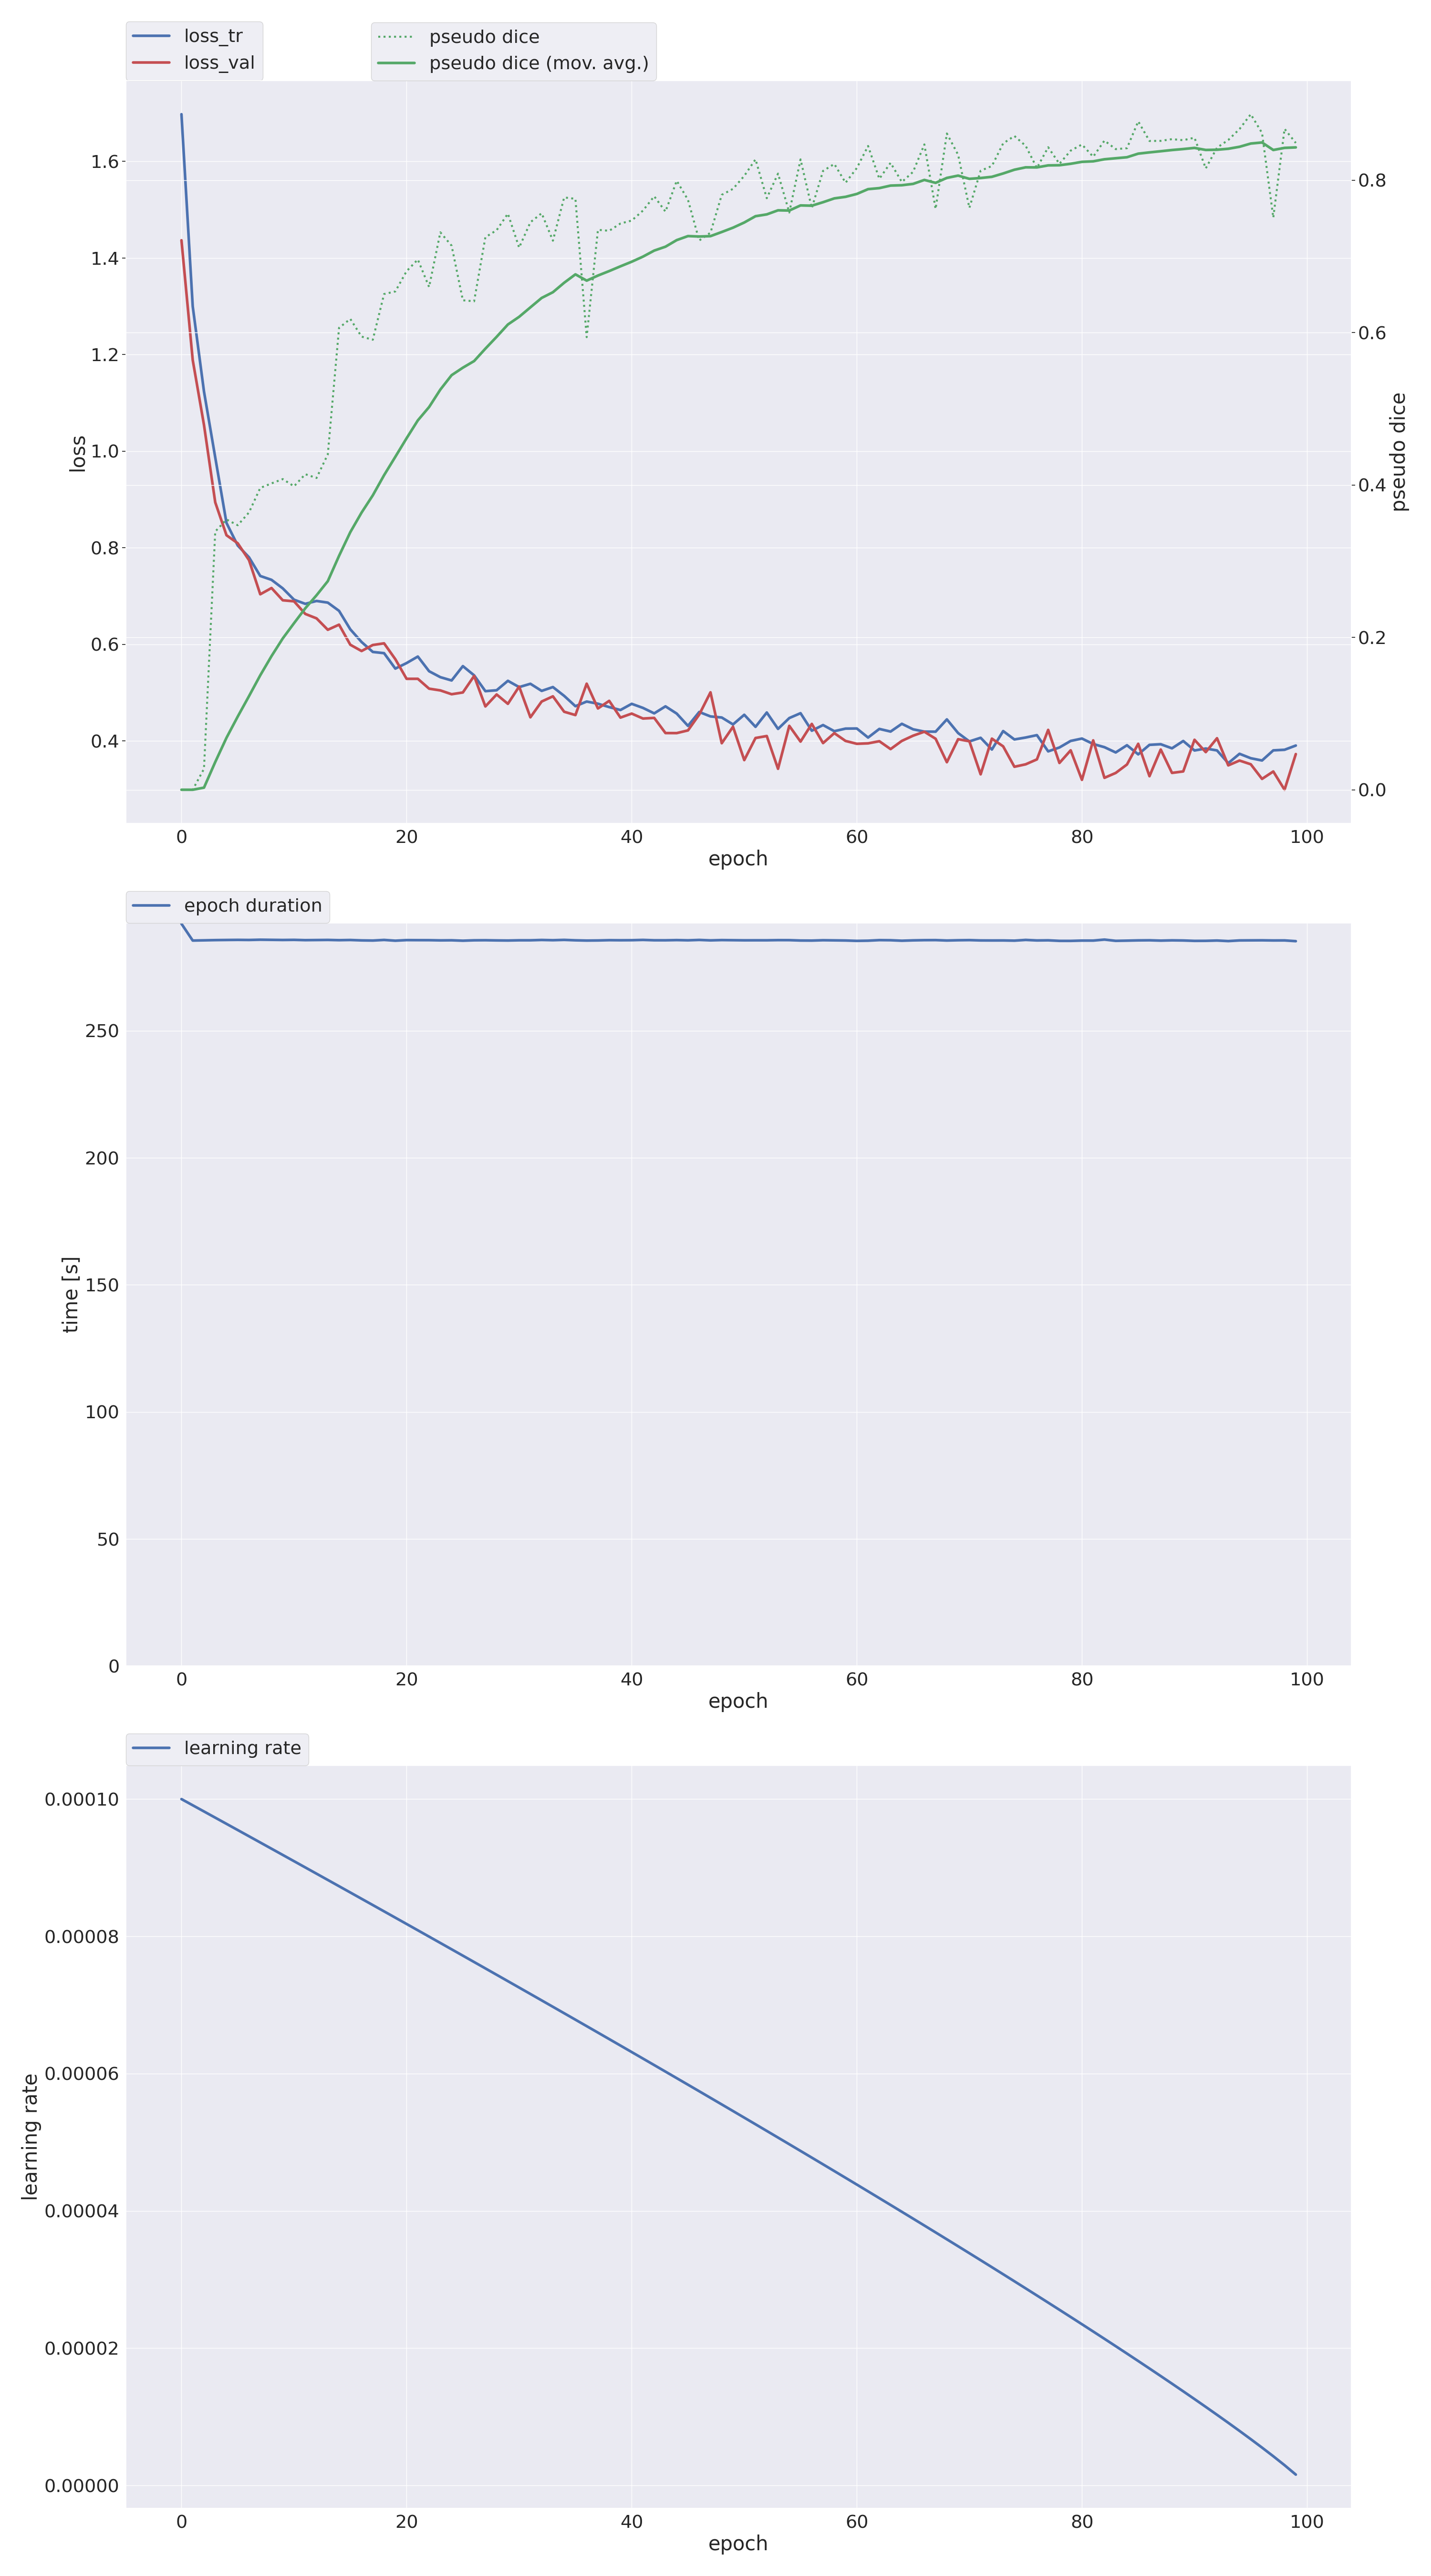 loss_tr
loss_val
pseudo dice
pseudo dice (mov. avg.)
1.6
1.4
1.2
1.0
0.8
0.6
0.4
loss
0.8
0.6
0.4
0.2
0.0
pseudo dice
0 20 40 60 80 100
epoch
epoch duration
250
200
150
100
50
0
time [s]
0 20 40 60 80 100
epoch
learning rate
0.00010
0.00008
0.00006
0.00004
0.00002
0.00000
learning rate
0 20 40 60 80 100
epoch